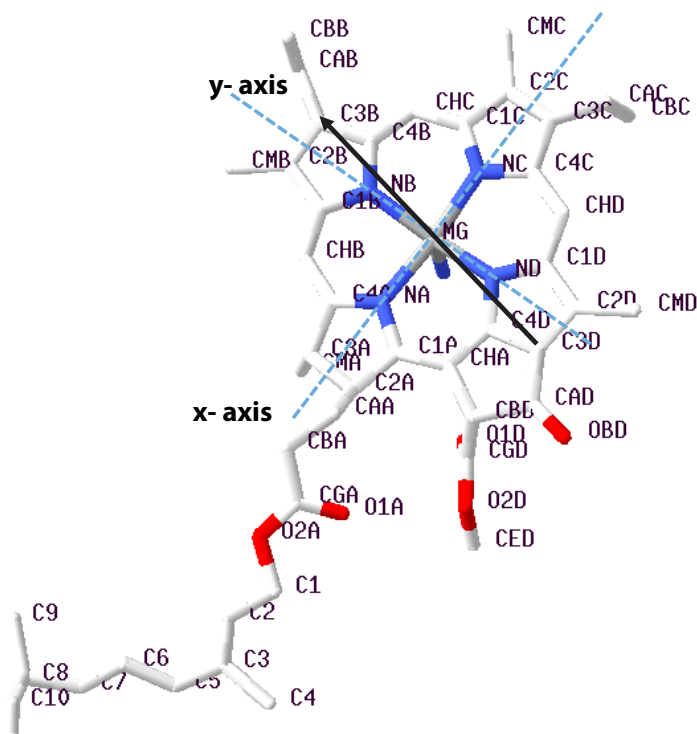 CBB
CMC
CAB
y- axis
C2C
CAC
CBC
CHC
C1C
C3B
C3C
C4B
C2B
CMB
C4C
NC
NB
C1B
CHD
MG
CHB
C1D
ND
C4A
NA
C2D
CMD
C4D
C3D
C3A
C1A
CHA
CMA
C2A
CAD
CAA
x- axis
CBD
OBD
O1D
CBA
CGD
CGA
O1A
O2D
O2A
CED
C1
C9
C2
C6
C3
C8
C7
C5
C10
C4